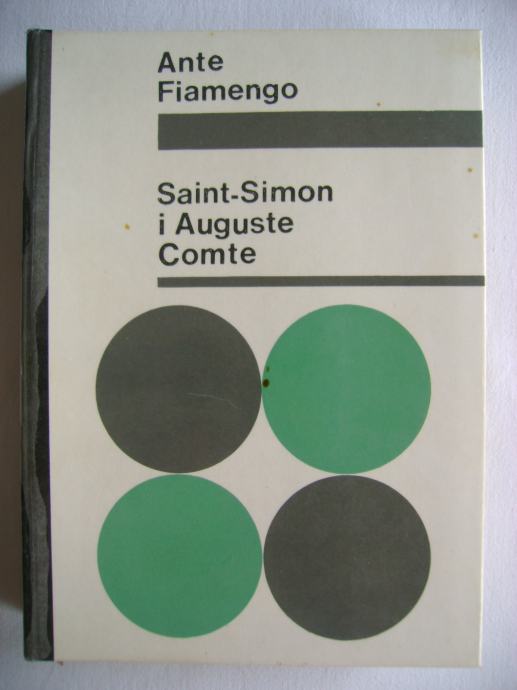 Ante
Fiamengo
Saint-Simon
i Auguste
Comte